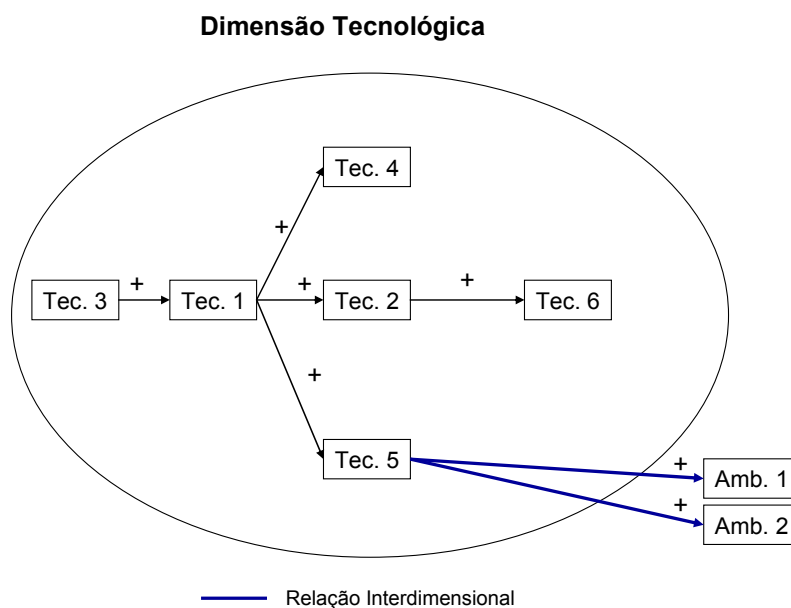 Dimensão Tecnológica
Tec. 4
+
+
Tec. 3
+
Tec. 1
+
Tec. 2
+
Tec. 6
+
Tec. 5
+
Amb. 1
+
Amb. 2
Relação Interdimensional